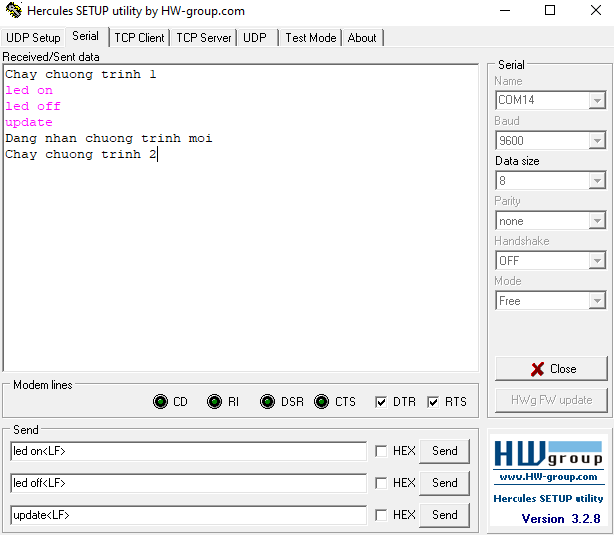 Hercules SETUP utility by HW-group.com
UDP Setup Serial TCP Client TCP Server UDP Test Mode About
Received/Sent data
Chay chuong trinh 1
led on
led off
update
Dang nhan chuong trinh moi
Chay chuong trinh 2
Serial
Name
COM14
Baud
9600
Data size
8
Parity
none
Handshake
OFF
Mode
Free
Close
HWg FW update
Modem lines
CD RI DSR CTS DTR RTS
Send
led on<LF> HEX Send
led off<LF> HEX Send
update<LF> HEX Send
HWgroup
www.HW-group.com
Hercules SETUP utility
Version 3.2.8